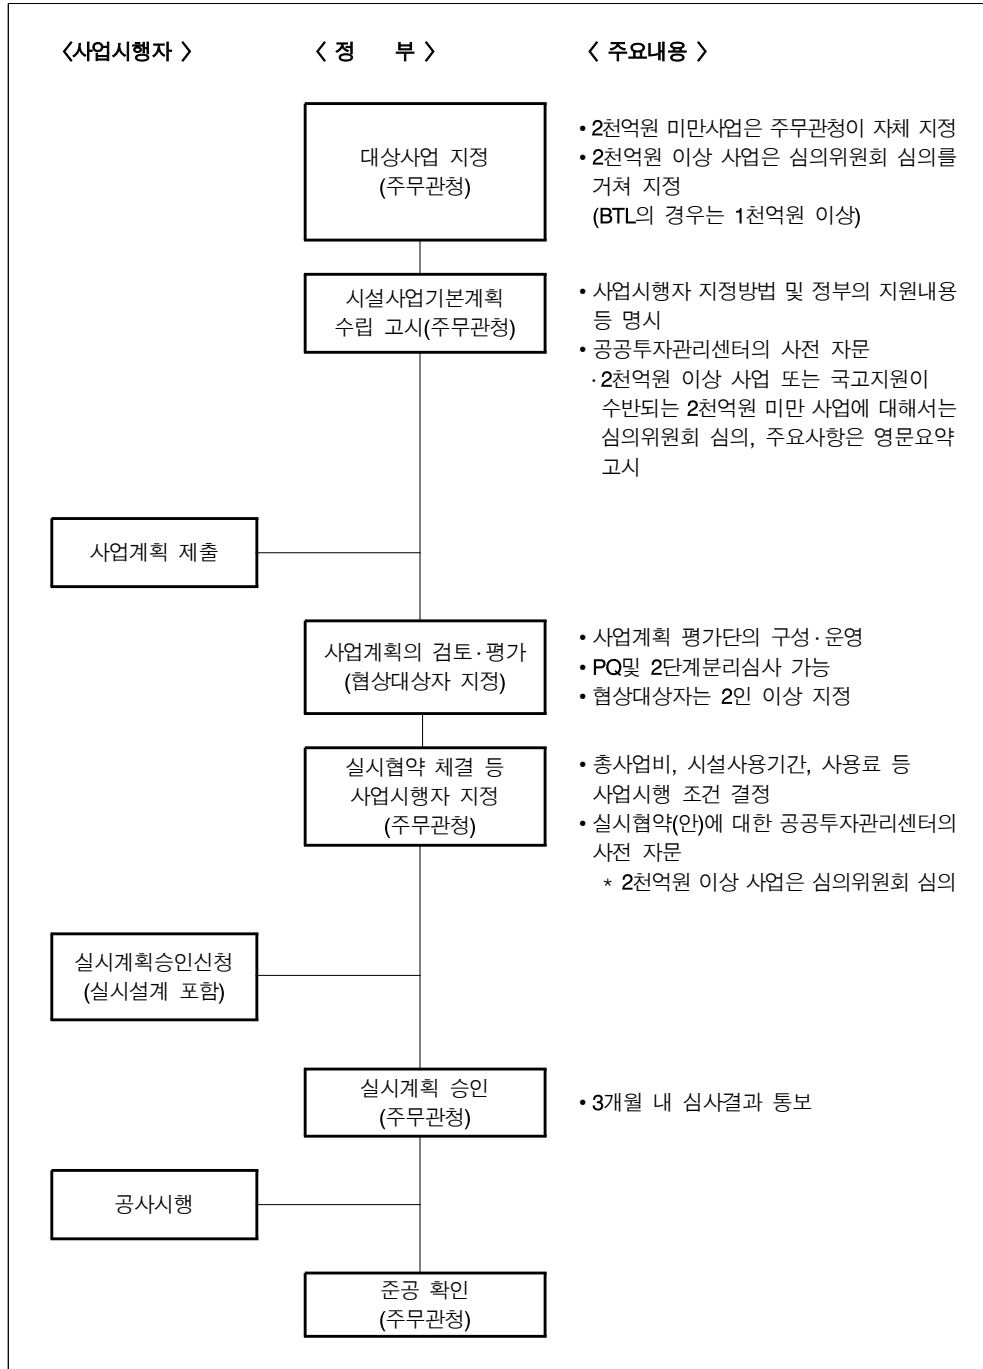 〈사업시행자 〉
〈 정 부 〉
〈 주요내용 〉
대상사업 지정
(주무관청)
• 2천억원 미만사업은 주무관청이 자체 지정
• 2천억원 이상 사업은 심의위원회 심의를
거쳐 지정
(BTL의 경우는 1천억원 이상)
시설사업기본계획
수립 고시(주무관청)
• 사업시행자 지정방법 및 정부의 지원내용
등 명시
• 공공투자관리센터의 사전 자문
· 2천억원 이상 사업 또는 국고지원이
수반되는 2천억원 미만 사업에 대해서는
심의위원회 심의, 주요사항은 영문요약
고시
사업계획 제출
사업계획의 검토·평가
(협상대상자 지정)
• 사업계획 평가단의 구성·운영
• PQ및 2단계분리심사 가능
• 협상대상자는 2인 이상 지정
실시협약 체결 등
사업시행자 지정
(주무관청)
• 총사업비, 시설사용기간, 사용료 등
사업시행 조건 결정
• 실시협약(안)에 대한 공공투자관리센터의
사전 자문
* 2천억원 이상 사업은 심의위원회 심의
실시계획승인신청
(실시설계 포함)
실시계획 승인
(주무관청)
• 3개월 내 심사결과 통보
공사시행
준공 확인
(주무관청)